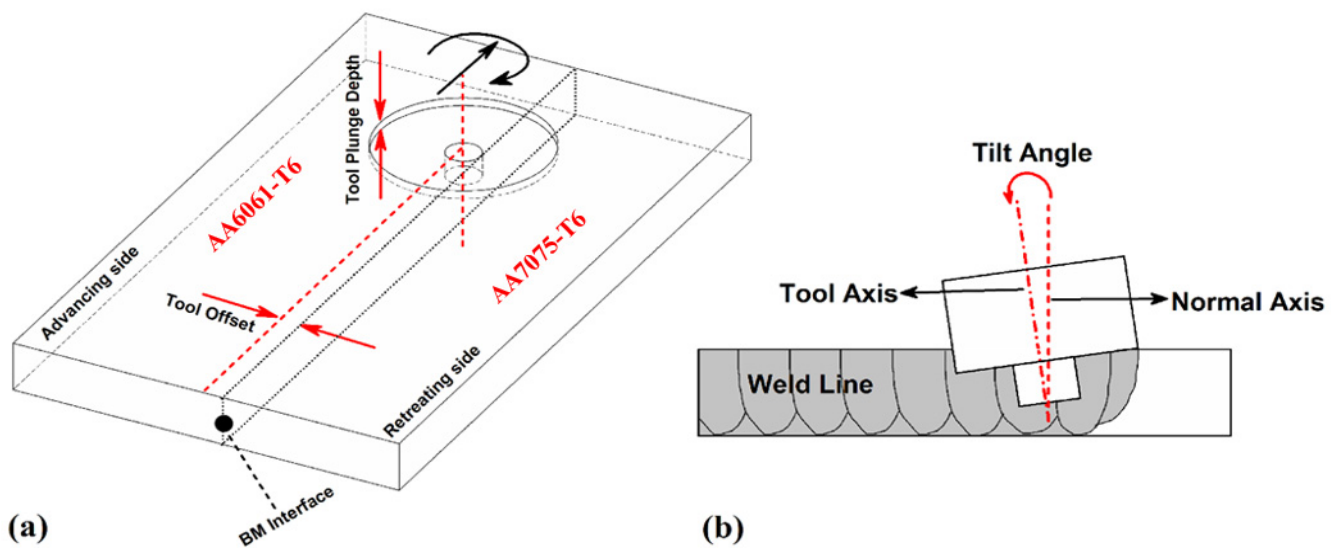 Tool Plunge Depth
AA6061-T6
AA7075-T6
Advancing side
Tool Offset
Retreating side
BM Interface
(a)
Tilt Angle
Tool Axis
Normal Axis
Weld Line
(b)